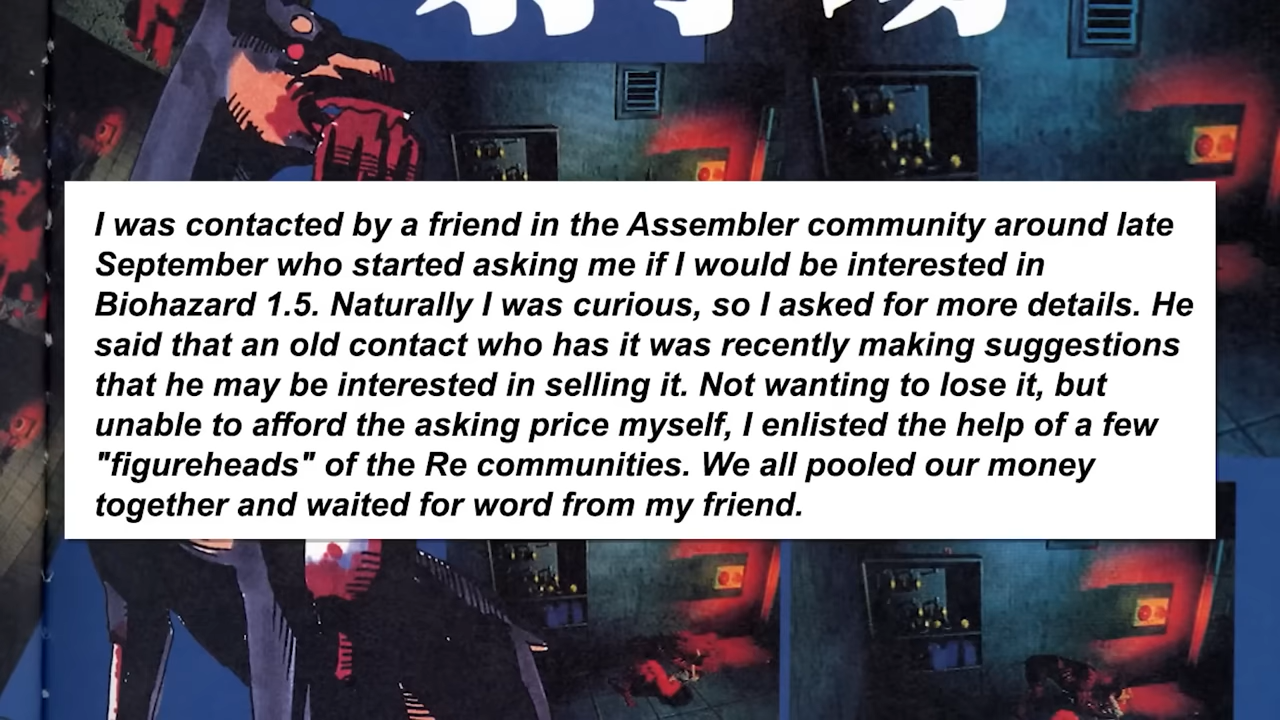 I was contacted by a friend in the Assembler community around late
September who started asking me if I would be interested in
Biohazard 1.5. Naturally I was curious, so I asked for more details. He
said that an old contact who has it was recently making suggestions
that he may be interested in selling it. Not wanting to lose it, but
unable to afford the asking price myself, I enlisted the help of a few
"figureheads" of the Re communities. We all pooled our money
together and waited for word from my friend.